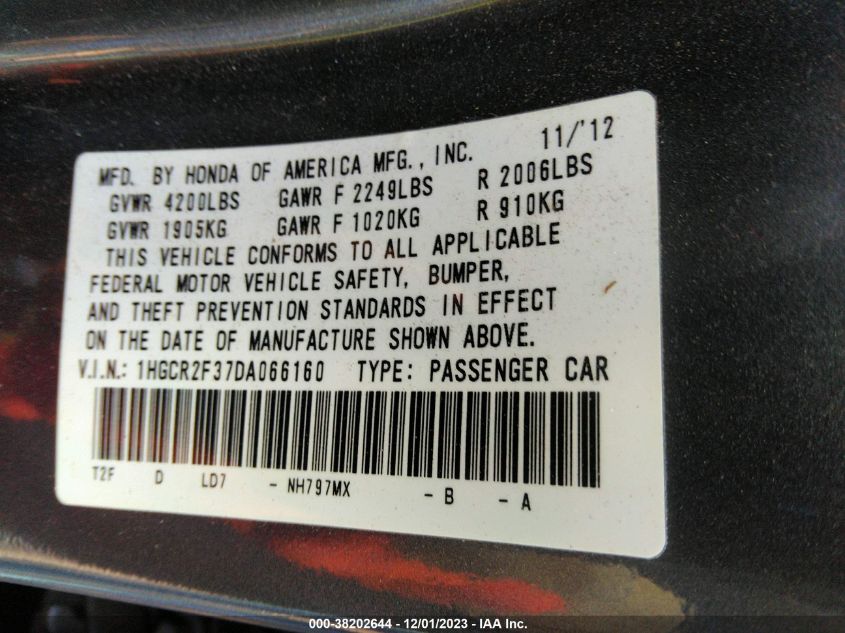 MFD. BY HONDA OF AMERICA MFG., INC. 11/'12
GVWR 4200LBS GAWR F 2249LBS R 2006LBS
GVWR 1905KG GAWR F 1020KG R 910KG
THIS VEHICLE CONFORMS TO ALL APPLICABLE
FEDERAL MOTOR VEHICLE SAFETY, BUMPER,
AND THEFT PREVENTION STANDARDS IN EFFECT
ON THE DATE OF MANUFACTURE SHOWN ABOVE.
V.I.N.: 1HGCR2F37DA066160 TYPE: PASSENGER CAR
T2F D LD7 - NH797MX - B - A
000-38202644 - 12/01/2023 - IAA Inc.